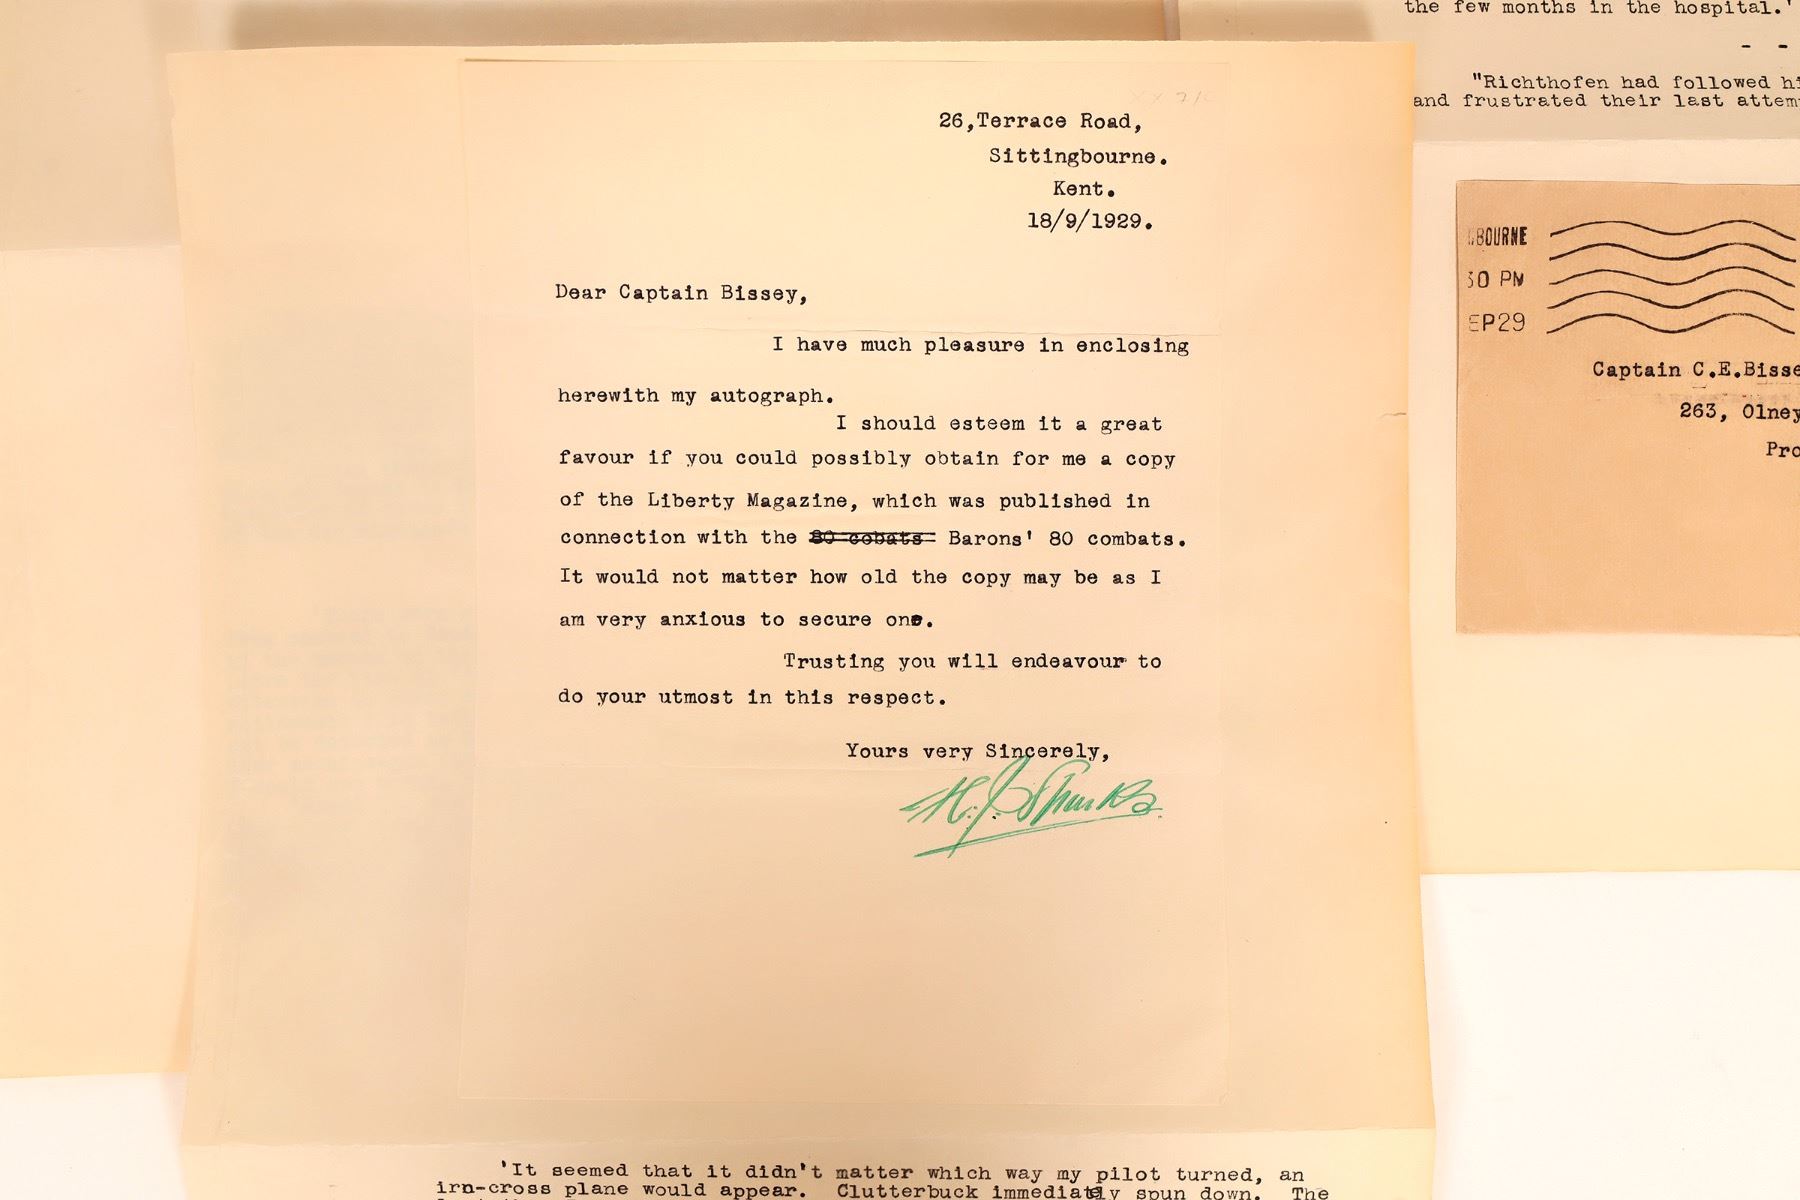 the few months in the hospital.'
- -
"Richthofen had followed hi
and frustrated their last attem
26,Terrace Road,
Sittingbourne.
Kent.
18/9/1929.
Dear Captain Bissey,
I have much pleasure in enclosing
herewith my autograph.
I should esteem it a great
favour if you could possibly obtain for me a copy
of the Liberty Magazine, which was published in
connection with the 80 cobats Barons' 80 combats.
It would not matter how old the copy may be as I
am very anxious to secure one.
Trusting you will endeavour to
do your utmost in this respect.
Yours very Sincerely,
H.J. Sparks.
GBOURNE
30 PM
EP29
Captain C.E.Bisse
263, Olney
Pro
'It seemed that it didn't matter which way my pilot turned, an
irn-cross plane would appear. Clutterbuck immediately spun down. The